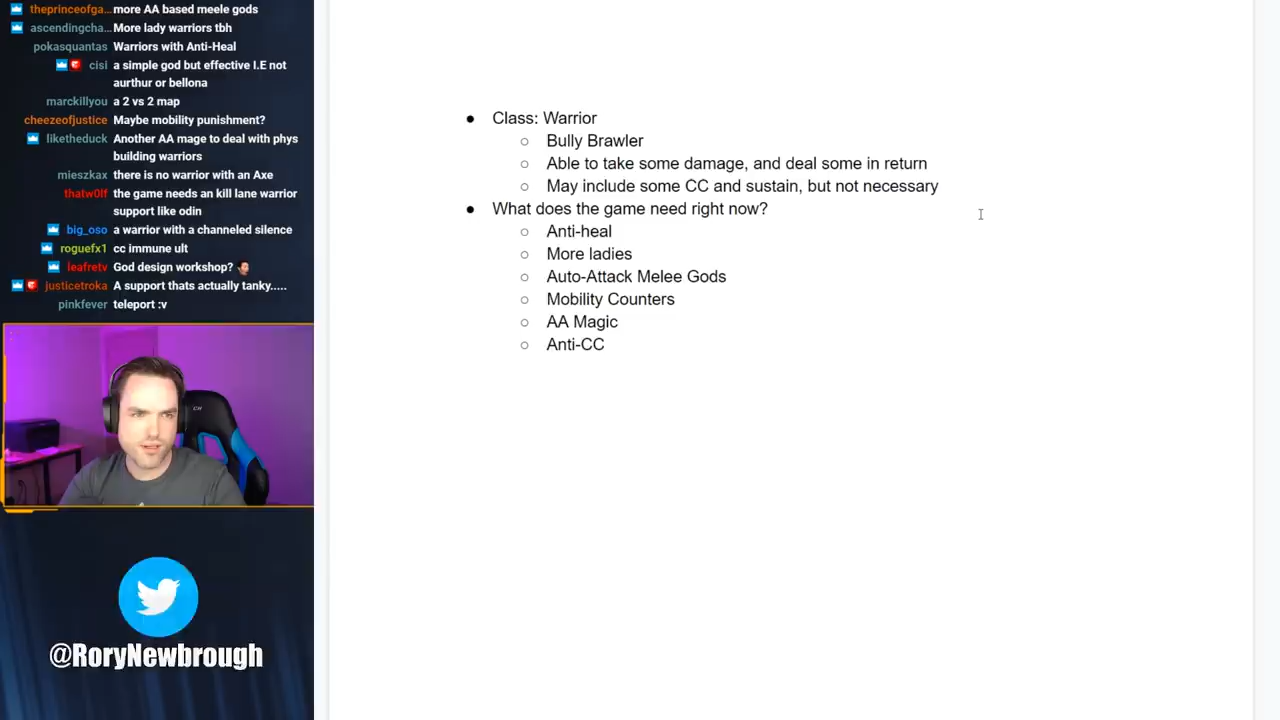 theprinceofga... more AA based meele gods
ascendingcha... More lady warriors tbh
pokasquantas Warriors with Anti-Heal
cisi a simple god but effective I.E not
aurthur or bellona
marckillyou a 2 vs 2 map
cheezeofjustice Maybe mobility punishment?
liketheduck Another AA mage to deal with phys
building warriors
mieszkax there is no warrior with an Axe
thatw0lf the game needs an kill lane warrior
support like odin
big_oso a warrior with a channeled silence
roguefx1 cc immune ult
leafretv God design workshop?
justicetroka A support thats actually tanky.....
pinkfever teleport :v
@RoryNewbrough
Class: Warrior
Bully Brawler
Able to take some damage, and deal some in return
May include some CC and sustain, but not necessary
What does the game need right now?
Anti-heal
More ladies
Auto-Attack Melee Gods
Mobility Counters
AA Magic
Anti-CC